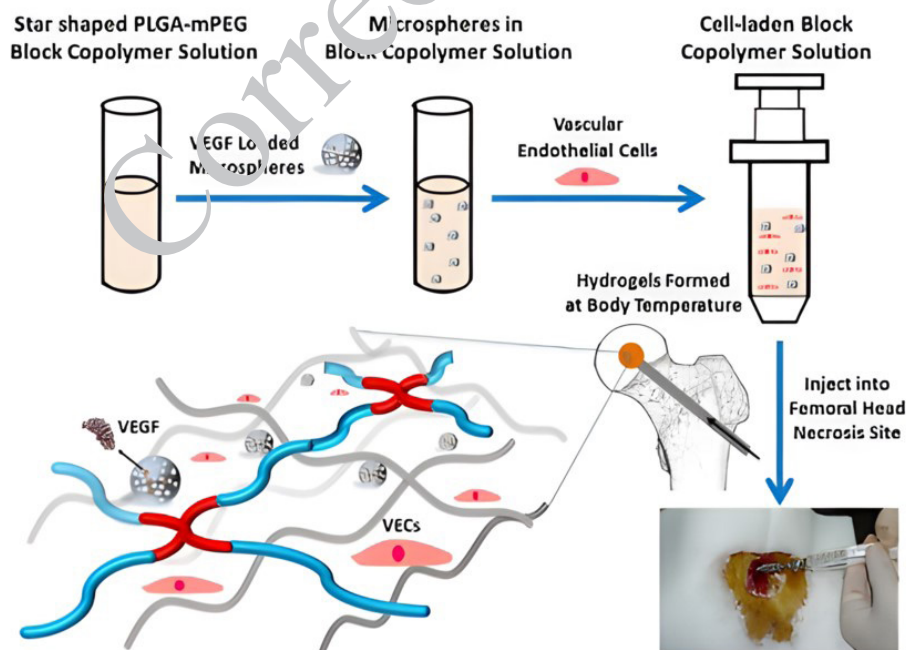 Star shaped PLGA-mPEG
Block Copolymer Solution
Microspheres in
Block Copolymer Solution
Cell-laden Block
Copolymer Solution
VEGF Loaded
Microspheres
Vascular
Endothelial Cells
Correc
Hydrogels Formed
at Body Temperature
Inject into
Femoral Head
Necrosis Site
VEGF
VECs